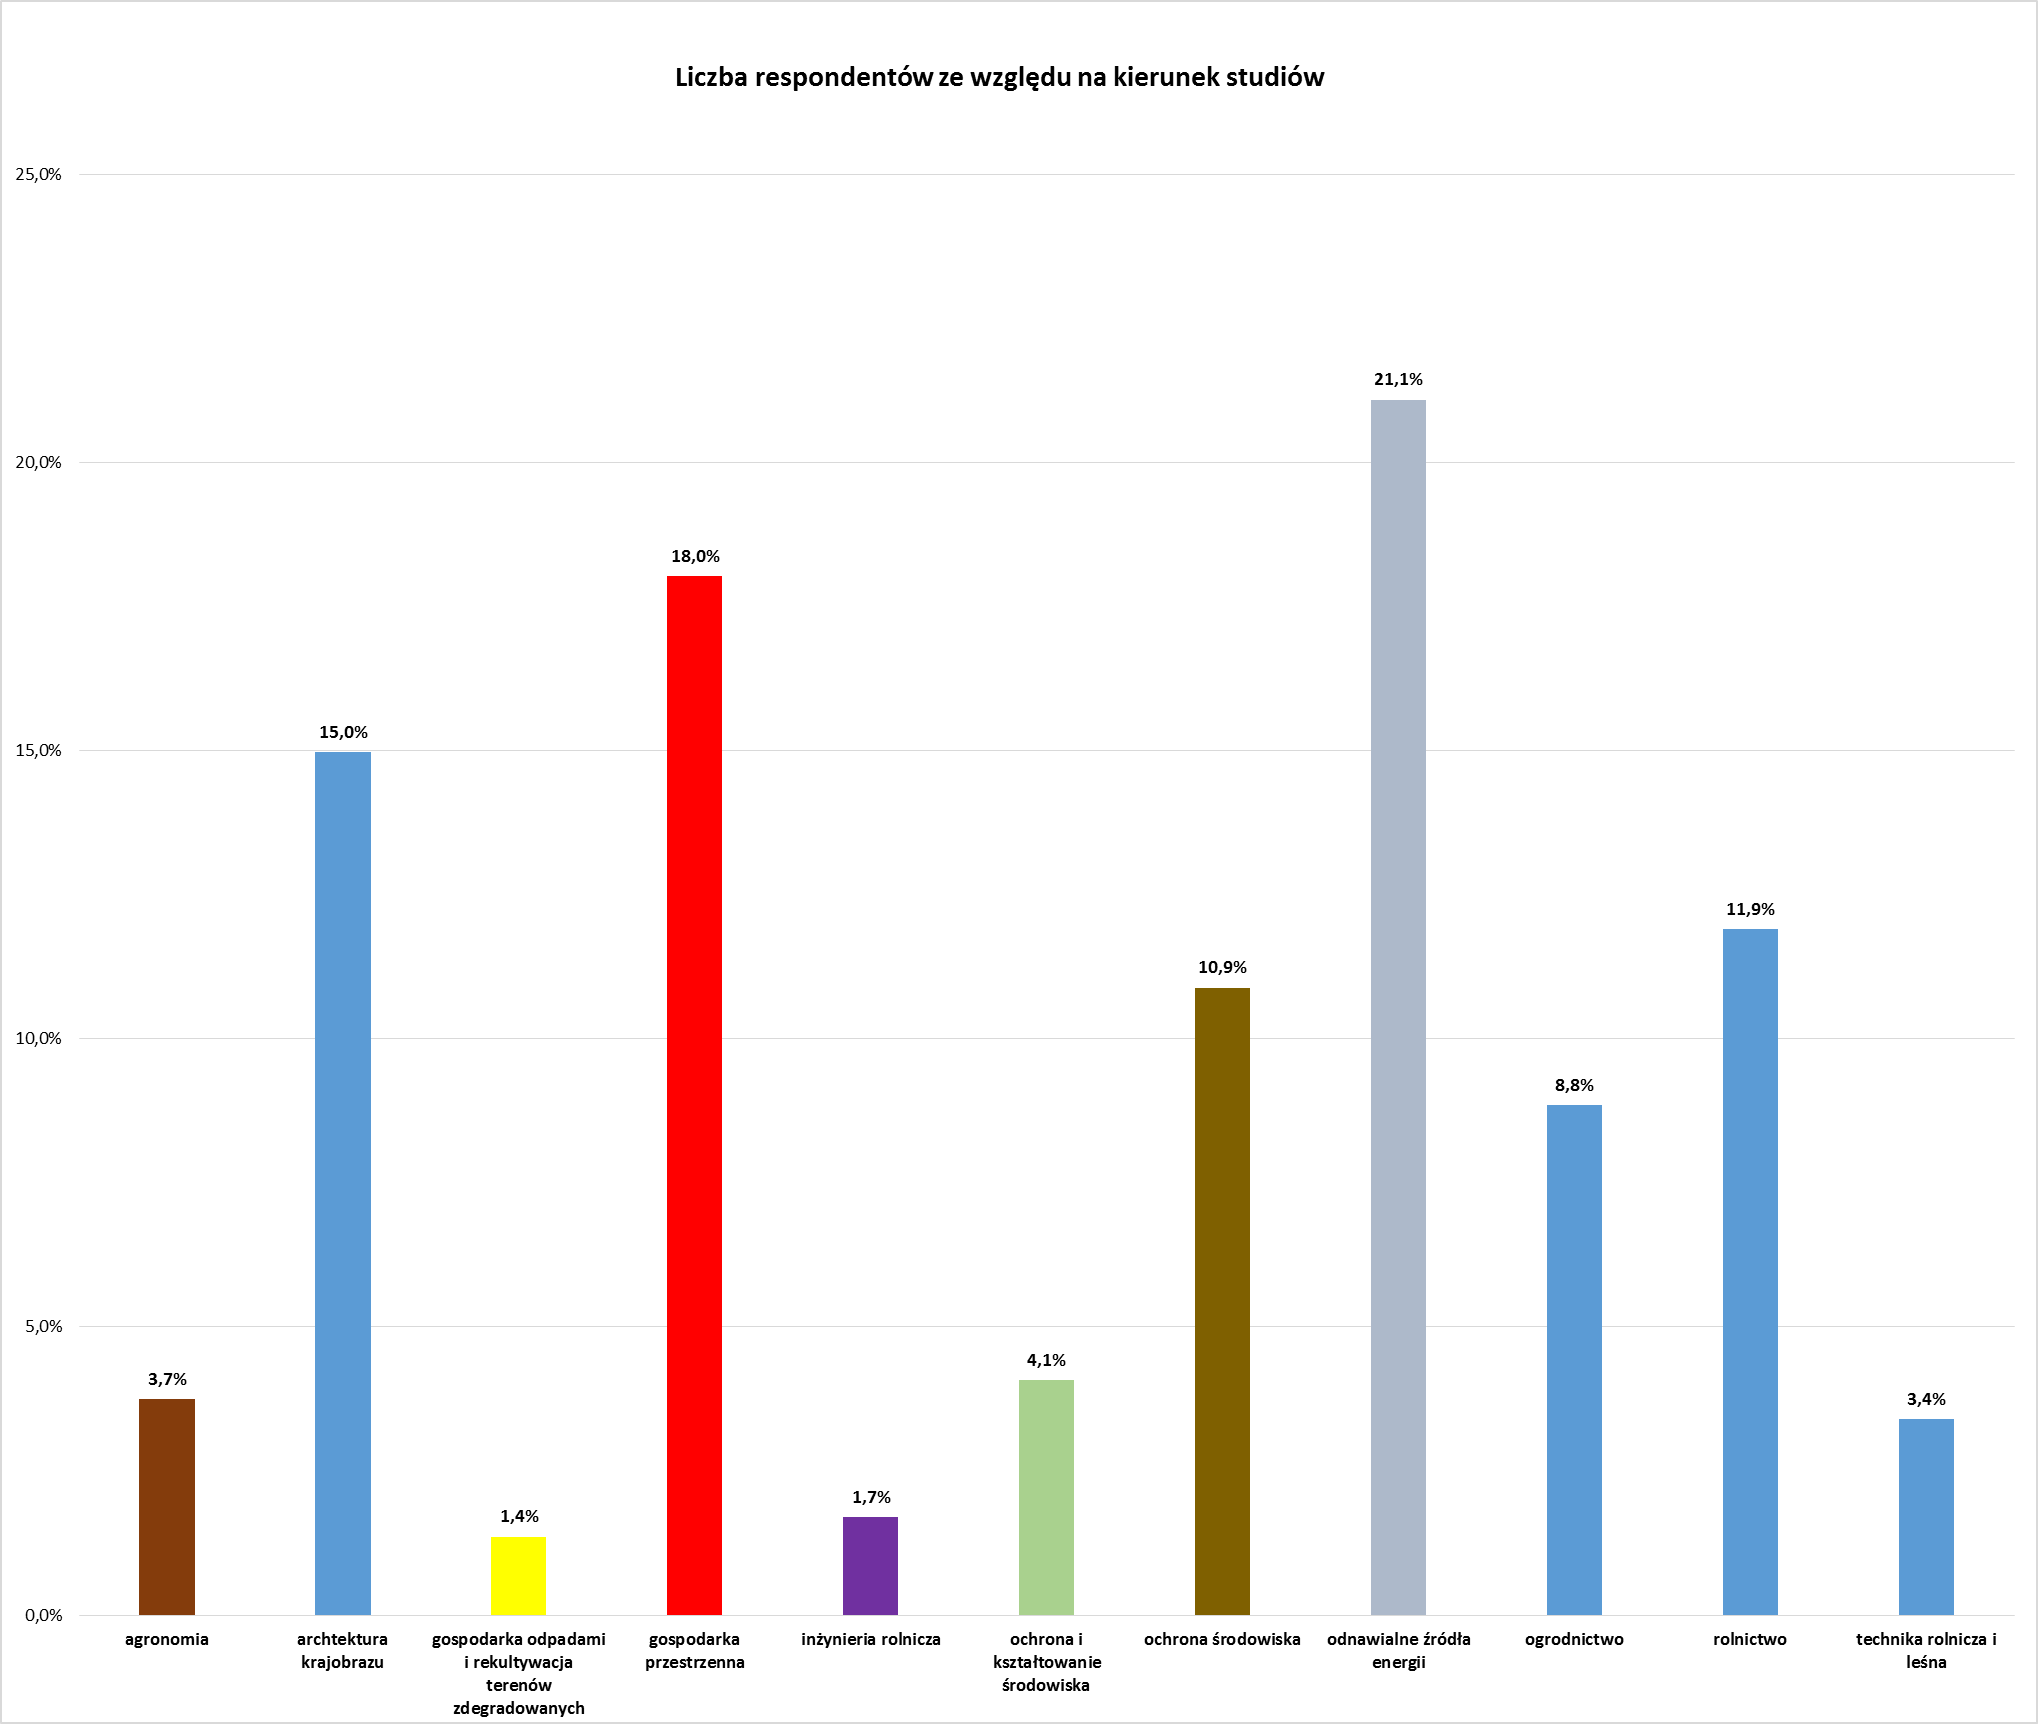 Liczba respondentów ze względu na kierunek studiów
25,0%
20,0%
15,0%
10,0%
5,0%
0,0%
3,7%
15,0%
1,4%
18,0%
1,7%
4,1%
10,9%
21,1%
8,8%
11,9%
3,4%
agronomia
archtektura
krajobrazu
gospodarka odpadami
i rekultywacja
terenów
zdegradowanych
gospodarka
przestrzenna
inżynieria rolnicza
ochrona i
kształtowanie
środowiska
ochrona środowiska
odnawialne źródła
energii
ogrodnictwo
rolnictwo
technika rolnicza i
leśna